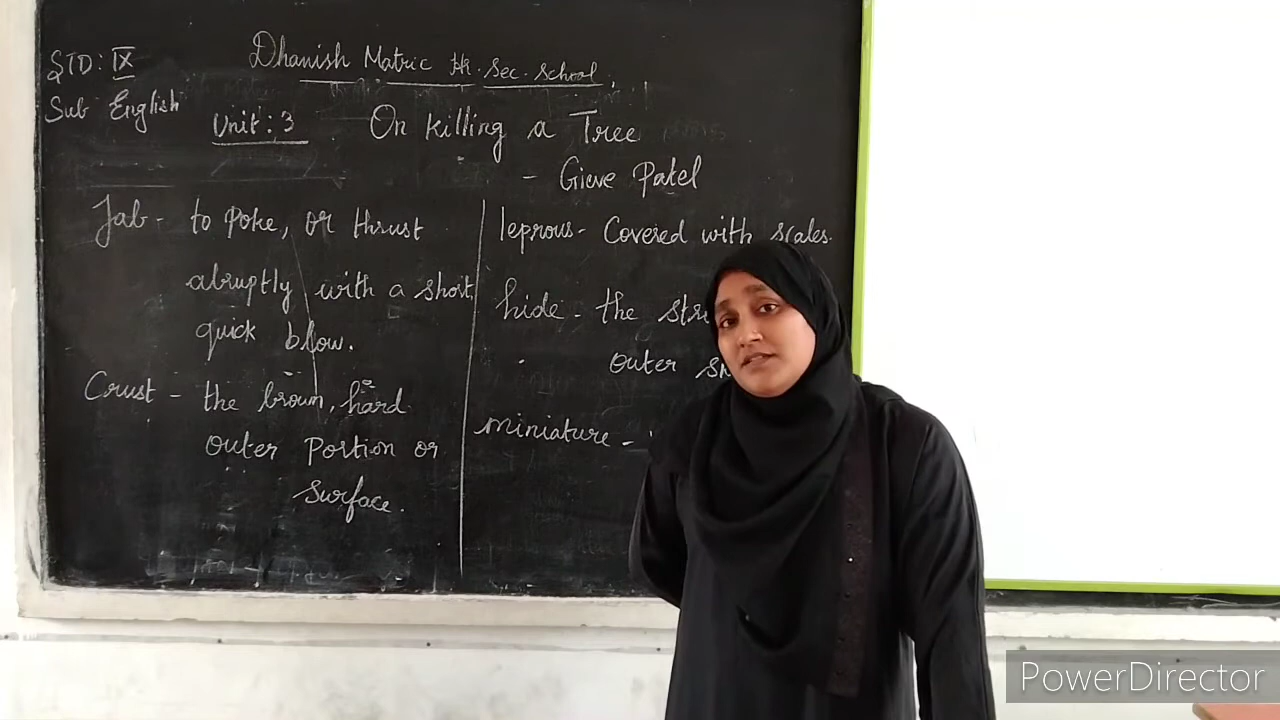 STD: IX
Dhanish Matric Hr. Sec. School
Sub English
Unit: 3
On killing a Tree
- Gieve Patel
Jab - to poke, or thrust
abruptly with a short,
quick blow.
Crust - the brown, hard
outer portion or
surface.
leprous - Covered with scales.
hide - the
outer
miniature -
PowerDirector